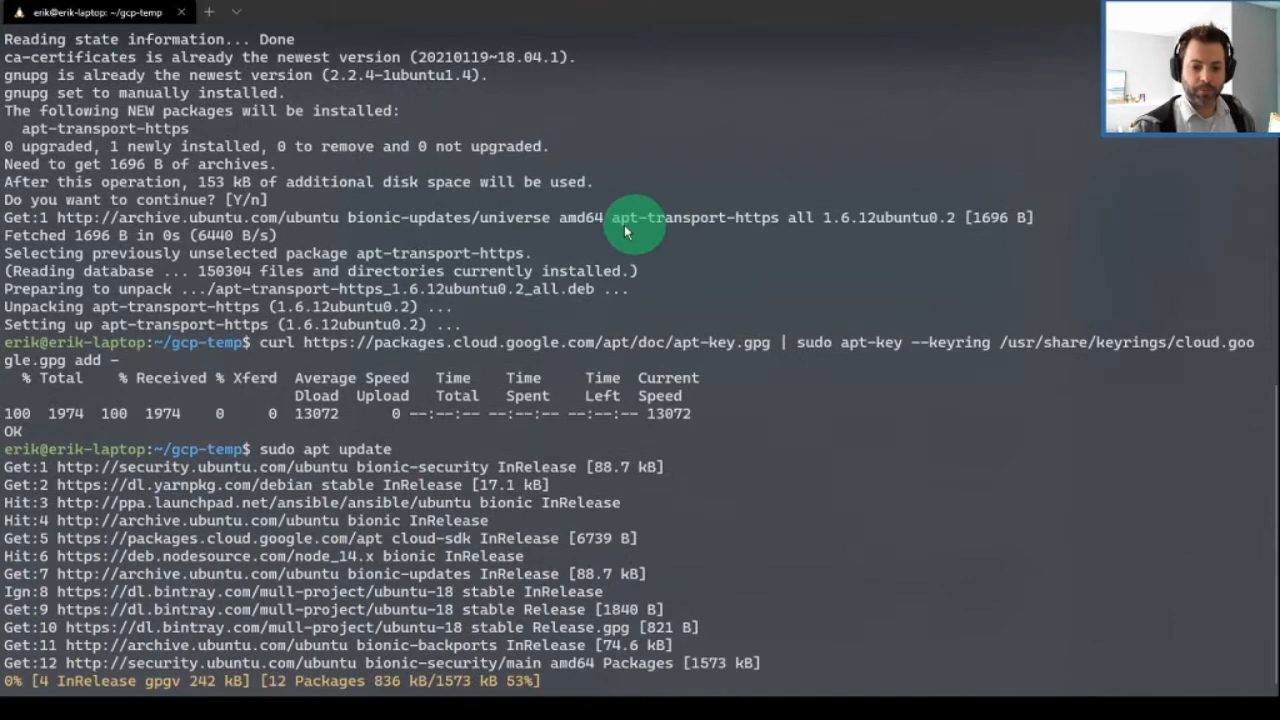 erik@erik-laptop: ~/gcp-temp
Reading state information... Done
ca-certificates is already the newest version (20210119~18.04.1).
gnupg is already the newest version (2.2.4-1ubuntu1.4).
gnupg set to manually installed.
The following NEW packages will be installed:
apt-transport-https
0 upgraded, 1 newly installed, 0 to remove and 0 not upgraded.
Need to get 1696 B of archives.
After this operation, 153 kB of additional disk space will be used.
Do you want to continue? [Y/n]
Get:1 http://archive.ubuntu.com/ubuntu bionic-updates/universe amd64 apt-transport-https all 1.6.12ubuntu0.2 [1696 B]
Fetched 1696 B in 0s (6440 B/s)
Selecting previously unselected package apt-transport-https.
(Reading database ... 150304 files and directories currently installed.)
Preparing to unpack .../apt-transport-https_1.6.12ubuntu0.2_all.deb ...
Unpacking apt-transport-https (1.6.12ubuntu0.2) ...
Setting up apt-transport-https (1.6.12ubuntu0.2) ...
erik@erik-laptop:~/gcp-temp$ curl https://packages.cloud.google.com/apt/doc/apt-key.gpg | sudo apt-key --keyring /usr/share/keyrings/cloud.goo
gle.gpg add -
% Total % Received % Xferd Average Speed Time Time Time Current
Dload Upload Total Spent Left Speed
100 1974 100 1974 0 0 13072 0 --:--:-- --:--:-- --:--:-- 13072
OK
erik@erik-laptop:~/gcp-temp$ sudo apt update
Get:1 http://security.ubuntu.com/ubuntu bionic-security InRelease [88.7 kB]
Get:2 https://dl.yarnpkg.com/debian stable InRelease [17.1 kB]
Hit:3 http://ppa.launchpad.net/ansible/ansible/ubuntu bionic InRelease
Hit:4 http://archive.ubuntu.com/ubuntu bionic InRelease
Get:5 https://packages.cloud.google.com/apt cloud-sdk InRelease [6739 B]
Hit:6 https://deb.nodesource.com/node_14.x bionic InRelease
Get:7 http://archive.ubuntu.com/ubuntu bionic-updates InRelease [88.7 kB]
Ign:8 https://dl.bintray.com/mull-project/ubuntu-18 stable InRelease
Get:9 https://dl.bintray.com/mull-project/ubuntu-18 stable Release [1840 B]
Get:10 https://dl.bintray.com/mull-project/ubuntu-18 stable Release.gpg [821 B]
Get:11 http://archive.ubuntu.com/ubuntu bionic-backports InRelease [74.6 kB]
Get:12 http://security.ubuntu.com/ubuntu bionic-security/main amd64 Packages [1573 kB]
0% [4 InRelease gpgv 242 kB] [12 Packages 836 kB/1573 kB 53%]